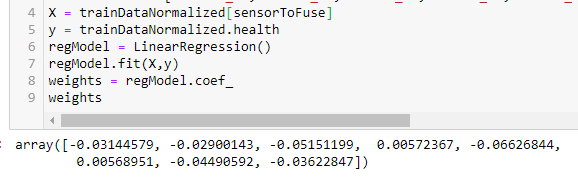 4 X = trainDataNormalized[sensorToFuse]
5 y = trainDataNormalized.health
6 regModel = LinearRegression()
7 regModel.fit(X,y)
8 weights = regModel.coef_
9 weights
array([-0.03144579, -0.02900143, -0.05151199,  0.00572367, -0.06626844,
        0.00568951, -0.04490592, -0.03622847])